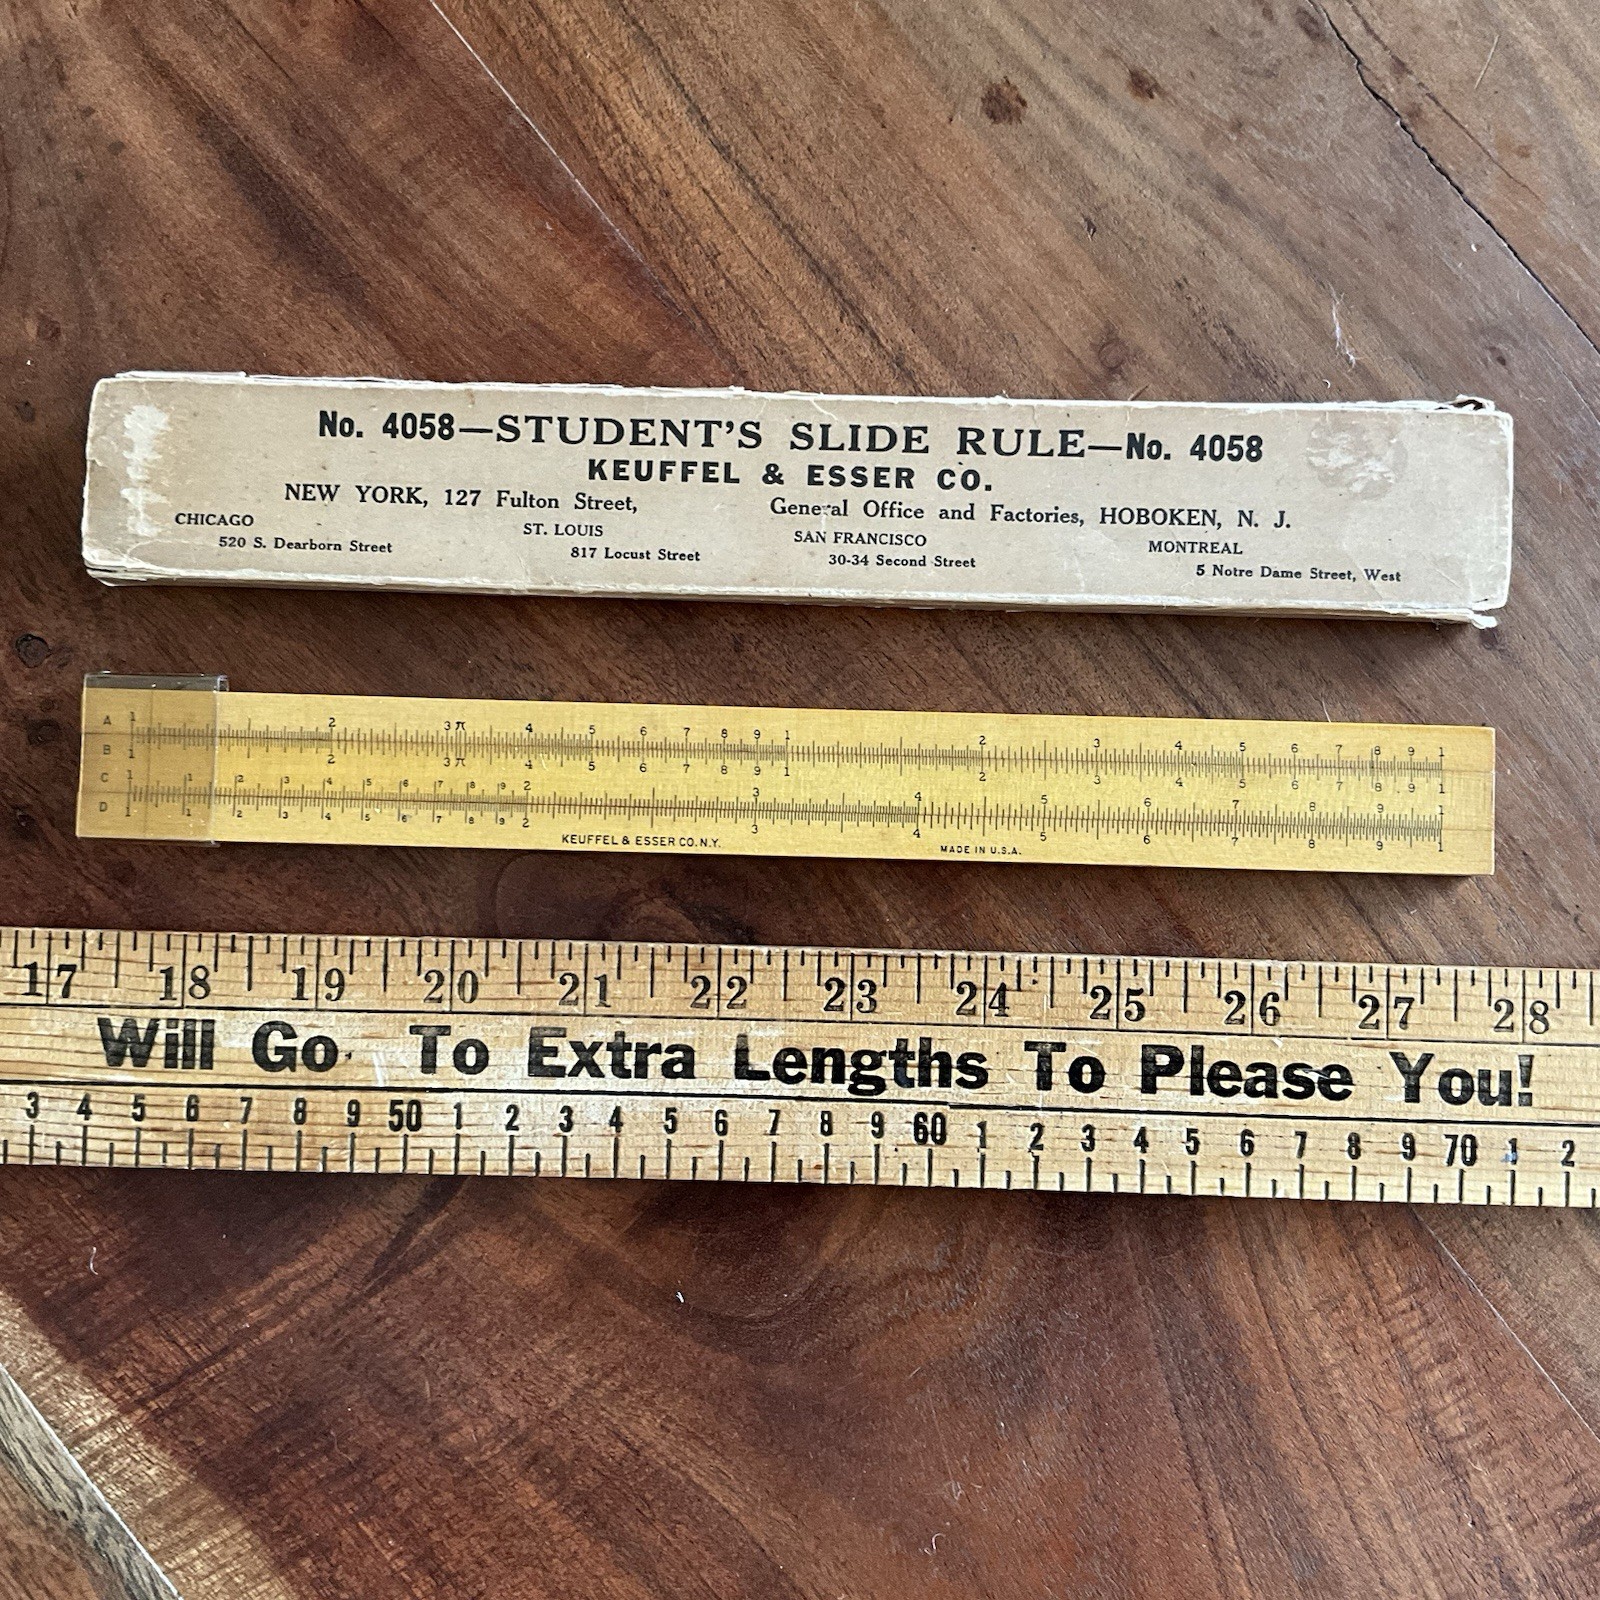 No. 4058—STUDENT'S SLIDE RULE—No. 4058
KEUFFEL & ESSER CO.
NEW YORK, 127 Fulton Street, General Office and Factories, HOBOKEN, N. J.
CHICAGO ST. LOUIS SAN FRANCISCO MONTREAL
520 S. Dearborn Street 817 Locust Street 30-34 Second Street 5 Notre Dame Street, West
A 1 2 3 π 4 5 6 7 8 9 1 2 3 4 5 6 7 8 9 1
B 1 2 3 π 4 5 6 7 8 9 1 2 3 4 5 6 7 8 9 1
C 1 1 2 3 4 5 6 7 8 9 2 3 4 5 6 7 8 9 1
D 1 1 2 3 4 5 6 7 8 9 2 3 4 5 6 7 8 9 1
KEUFFEL & ESSER CO. N.Y. MADE IN U.S.A.
17 18 19 20 21 22 23 24 25 26 27 28
Will Go To Extra Lengths To Please You!
3 4 5 6 7 8 9 50 1 2 3 4 5 6 7 8 9 60 1 2 3 4 5 6 7 8 9 70 1 2